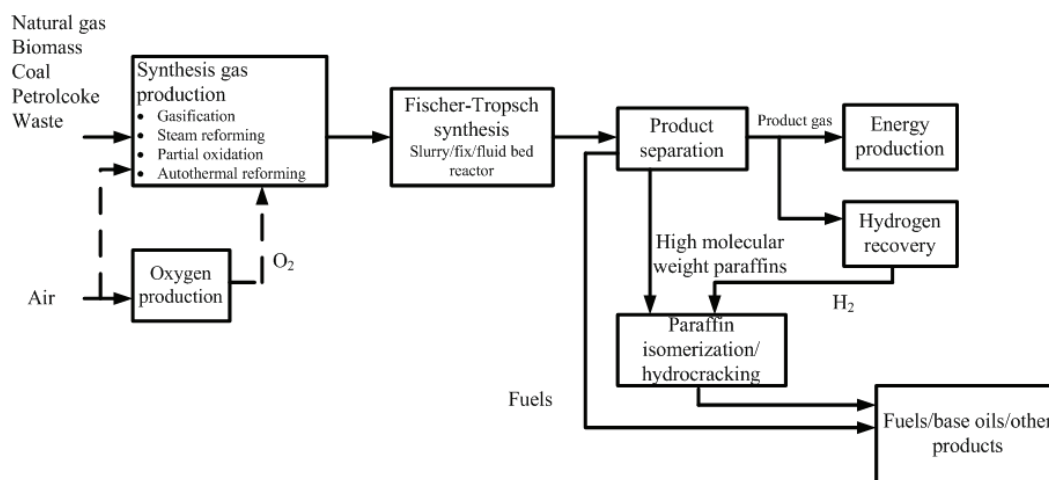 Natural gas
Biomass
Coal
Petrolcoke
Waste
Synthesis gas
production
• Gasification
• Steam reforming
• Partial oxidation
• Autothermal reforming
Fischer-Tropsch
synthesis
Slurry/fix/fluid bed
reactor
Product
separation
Product gas
Energy
production
Hydrogen
recovery
Air
Oxygen
production
O₂
High molecular
weight paraffins
H₂
Paraffin
isomerization/
hydrocracking
Fuels
Fuels/base oils/other
products